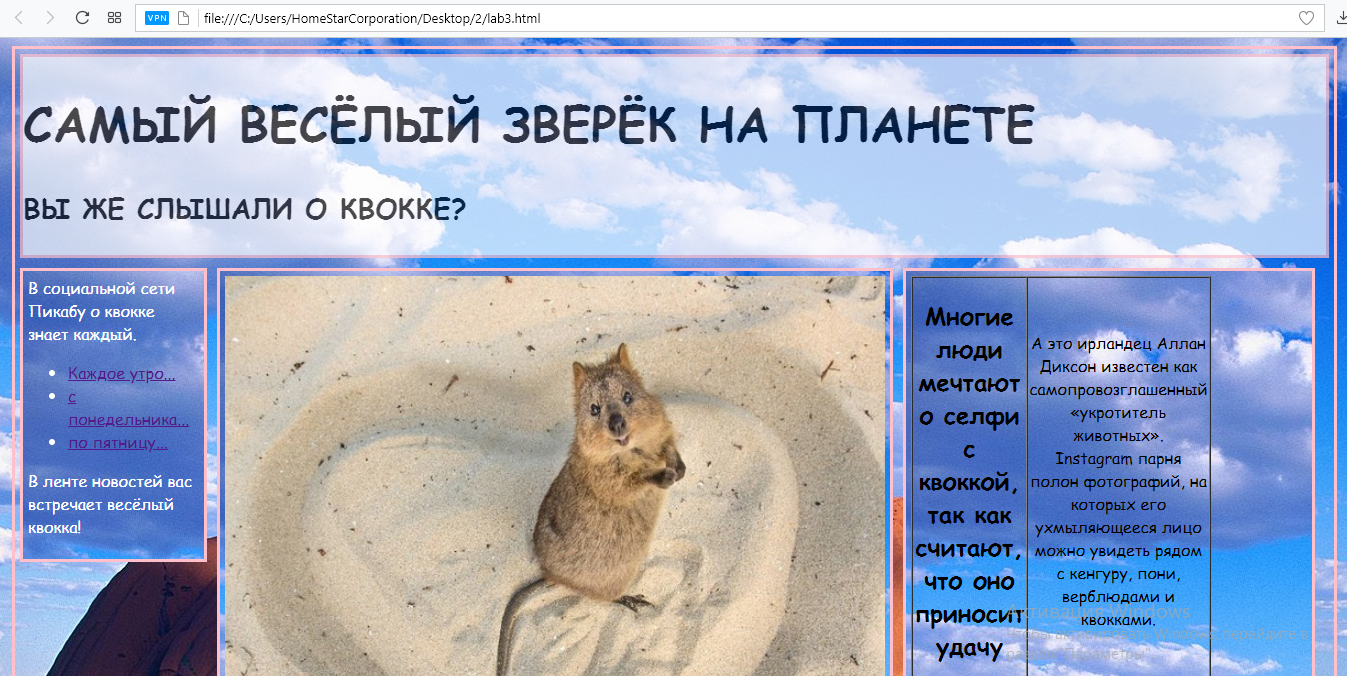 VPN
file:///C:/Users/HomeStarCorporation/Desktop/2/lab3.html
САМЫЙ ВЕСЁЛЫЙ ЗВЕРЁК НА ПЛАНЕТЕ
ВЫ ЖЕ СЛЫШАЛИ О КВОККЕ?
В социальной сети
Пикабу о квокке
знает каждый.
Каждое утро...
с
понедельника...
по пятницу...
В ленте новостей вас
встречает весёлый
квокка!
Многие
люди
мечтают
о селфи
с
квоккой,
так как
считают,
что оно
приносит
удачу
А это ирландец Аллан
Диксон известен как
самопровозглашенный
«укротитель
животных».
Instagram парня
полон фотографий, на
которых его
ухмыляющееся лицо
можно увидеть рядом
с кенгуру, пони,
верблюдами и
квокками.
Активация Windows